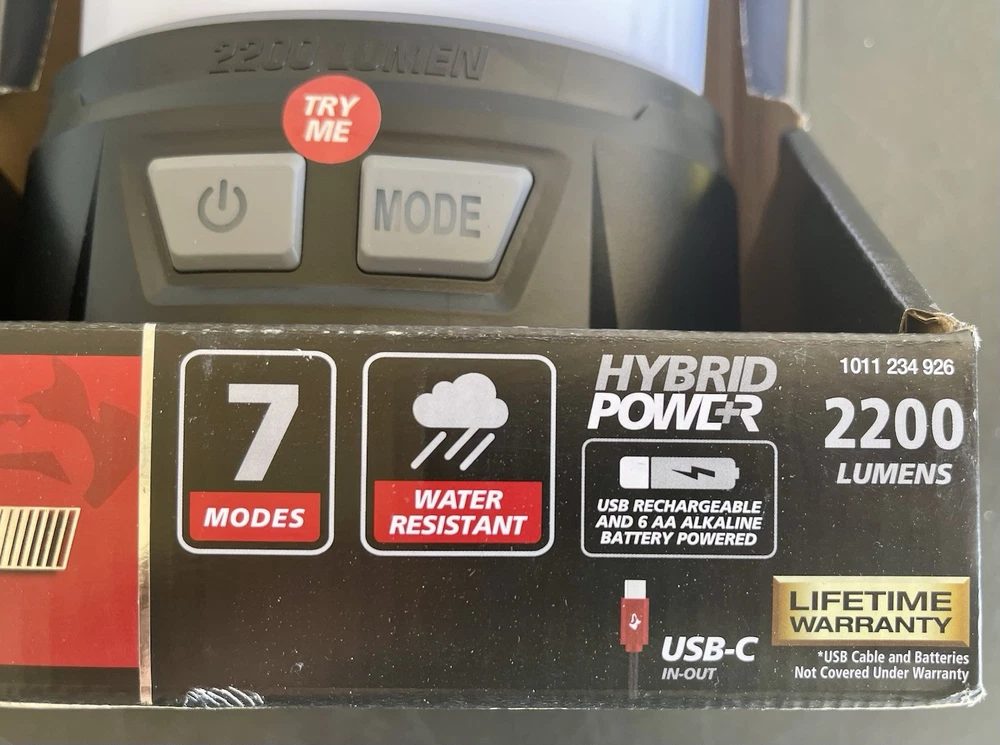 2200 LUMEN
TRY
ME
MODE
7
MODES
WATER
RESISTANT
HYBRID
POWER
USB RECHARGEABLE
AND 6 AA ALKALINE
BATTERY POWERED
1011 234 926
2200
LUMENS
USB-C
IN-OUT
LIFETIME
WARRANTY
*USB Cable and Batteries
Not Covered Under Warranty